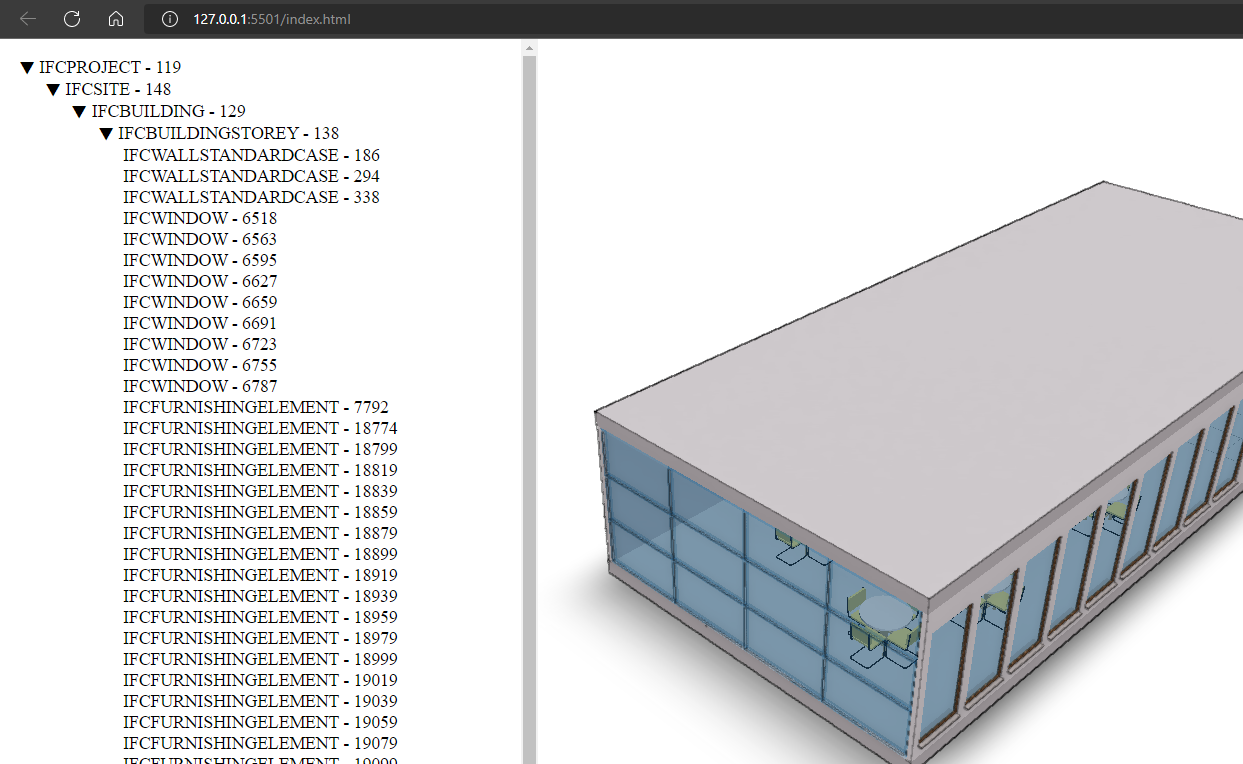 127.0.0.1:5501/index.html
▼ IFCPROJECT - 119
▼ IFCSITE - 148
▼ IFCBUILDING - 129
▼ IFCBUILDINGSTOREY - 138
IFCWALLSTANDARDCASE - 186
IFCWALLSTANDARDCASE - 294
IFCWALLSTANDARDCASE - 338
IFCWINDOW - 6518
IFCWINDOW - 6563
IFCWINDOW - 6595
IFCWINDOW - 6627
IFCWINDOW - 6659
IFCWINDOW - 6691
IFCWINDOW - 6723
IFCWINDOW - 6755
IFCWINDOW - 6787
IFCFURNISHINGELEMENT - 7792
IFCFURNISHINGELEMENT - 18774
IFCFURNISHINGELEMENT - 18799
IFCFURNISHINGELEMENT - 18819
IFCFURNISHINGELEMENT - 18839
IFCFURNISHINGELEMENT - 18859
IFCFURNISHINGELEMENT - 18879
IFCFURNISHINGELEMENT - 18899
IFCFURNISHINGELEMENT - 18919
IFCFURNISHINGELEMENT - 18939
IFCFURNISHINGELEMENT - 18959
IFCFURNISHINGELEMENT - 18979
IFCFURNISHINGELEMENT - 18999
IFCFURNISHINGELEMENT - 19019
IFCFURNISHINGELEMENT - 19039
IFCFURNISHINGELEMENT - 19059
IFCFURNISHINGELEMENT - 19079
IFCFURNISHINGELEMENT - 19099